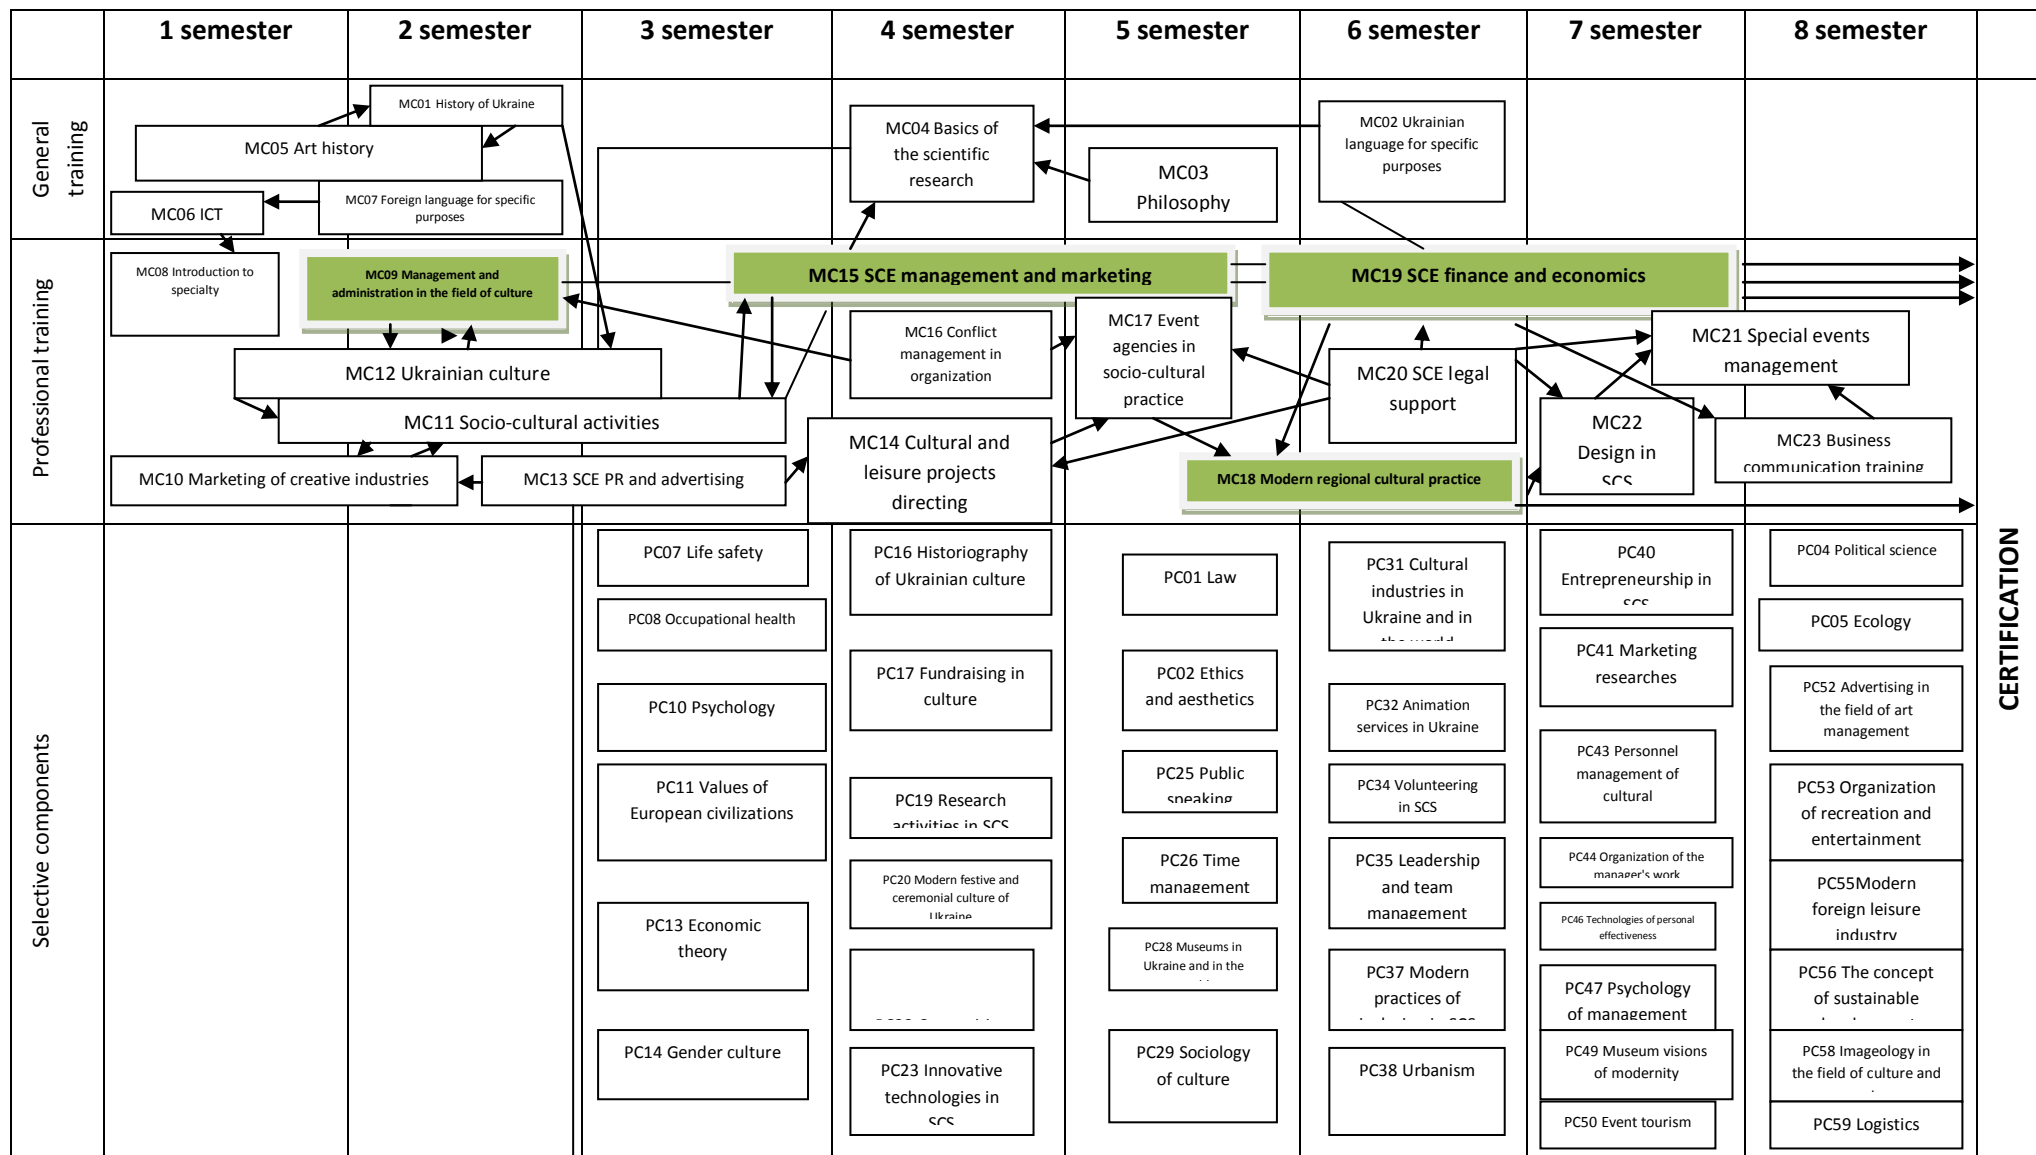 1 semester
2 semester
3 semester
4 semester
5 semester
6 semester
7 semester
8 semester
General
training
MC01 History of Ukraine
MC05 Art history
MC07 Foreign language for specific
purposes
MC06 ICT
MC04 Basics of
the scientific
research
MC03
Philosophy
MC02 Ukrainian
language for specific
purposes
Professional training
MC08 Introduction to
specialty
MC09 Management and
administration in the field of culture
MC15 SCE management and marketing
MC19 SCE finance and economics
MC12 Ukrainian culture
MC11 Socio-cultural activities
MC10 Marketing of creative industries
MC13 SCE PR and advertising
MC16 Conflict
management in
organization
MC14 Cultural and
leisure projects
directing
MC17 Event
agencies in
socio-cultural
practice
MC18 Modern regional cultural practice
MC20 SCE legal
support
MC21 Special events
management
MC22
Design in
SCS
MC23 Business
communication training
Selective components
PC07 Life safety
PC08 Occupational health
PC10 Psychology
PC11 Values of
European civilizations
PC13 Economic
theory
PC14 Gender culture
PC16 Historiography
of Ukrainian culture
PC17 Fundraising in
culture
PC19 Research
activities in SCS
PC20 Modern festive and
ceremonial culture of
Ukraine
PC23 Innovative
technologies in
SCS
PC01 Law
PC02 Ethics
and aesthetics
PC25 Public
speaking
PC26 Time
management
PC28 Museums in
Ukraine and in the
PC29 Sociology
of culture
PC31 Cultural
industries in
Ukraine and in
the world
PC32 Animation
services in Ukraine
PC34 Volunteering
in SCS
PC35 Leadership
and team
management
PC37 Modern
practices of
PC38 Urbanism
PC40
Entrepreneurship in
SCS
PC41 Marketing
researches
PC43 Personnel
management of
cultural
PC44 Organization of the
manager's work
PC46 Technologies of personal
effectiveness
PC47 Psychology
of management
PC49 Museum visions
of modernity
PC50 Event tourism
PC04 Political science
PC05 Ecology
PC52 Advertising in
the field of art
management
PC53 Organization
of recreation and
entertainment
PC55Modern
foreign leisure
industry
PC56 The concept
of sustainable
PC58 Imageology in
the field of culture and
PC59 Logistics
CERTIFICATION